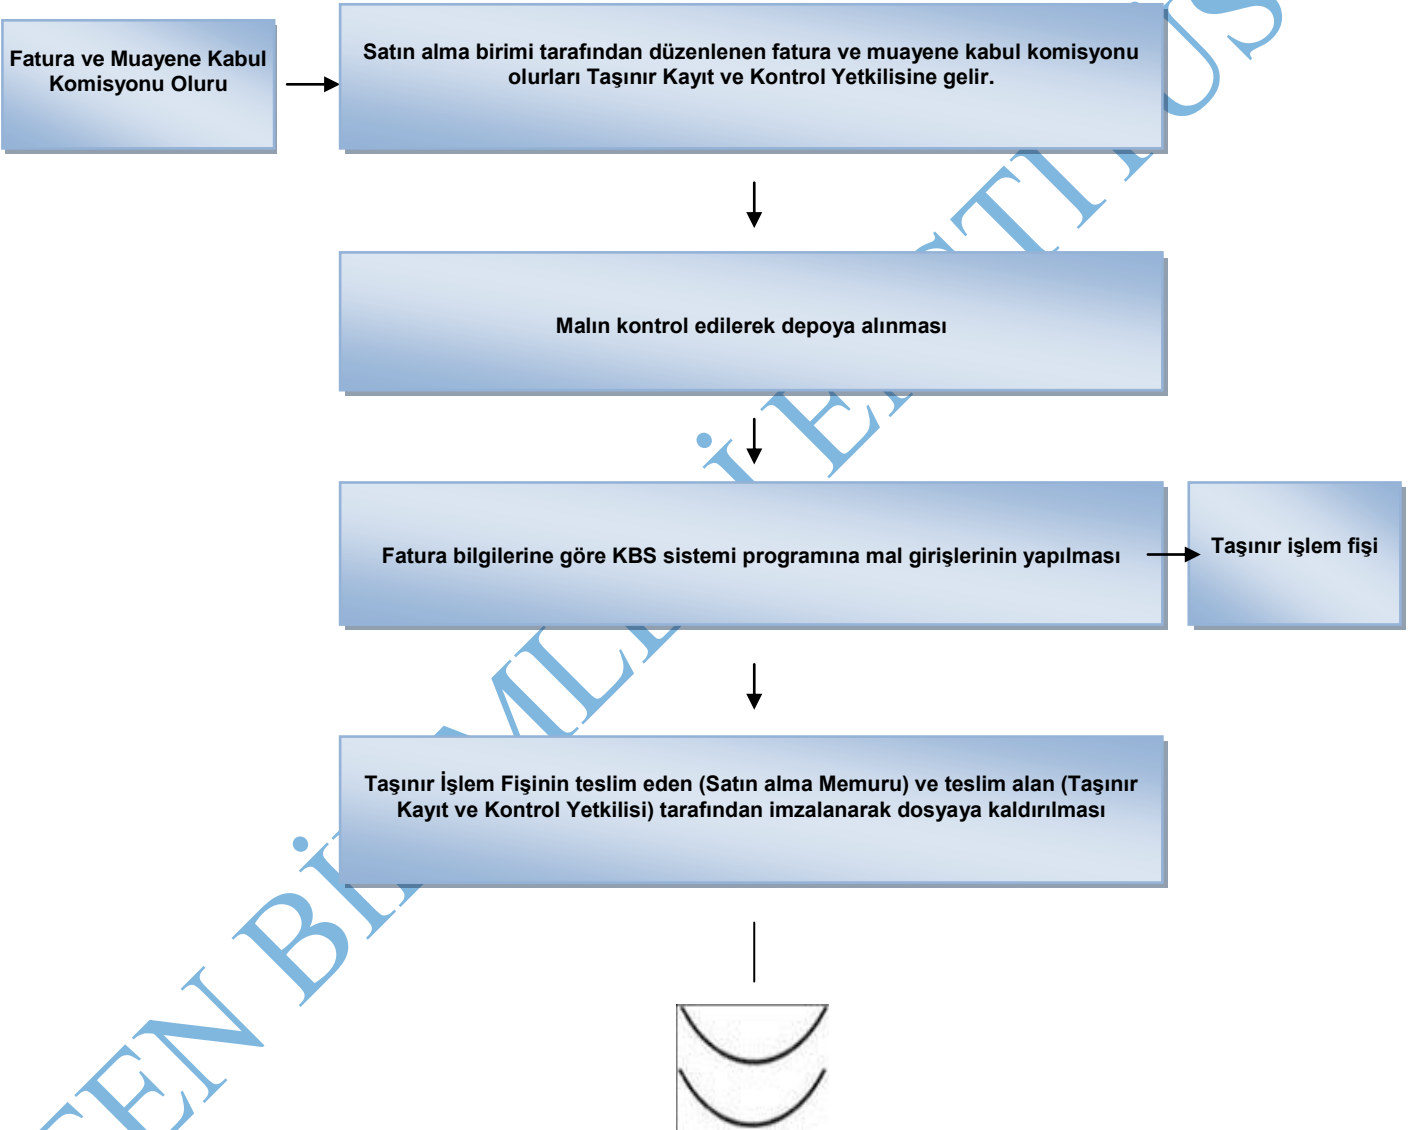 Fatura ve Muayene Kabul
Komisyonu Oluru
Satın alma birimi tarafından düzenlenen fatura ve muayene kabul komisyonu
olurları Taşınır Kayıt ve Kontrol Yetkilisine gelir.
Malın kontrol edilerek depoya alınması
Fatura bilgilerine göre KBS sistemi programına mal girişlerinin yapılması
Taşınır işlem fişi
Taşınır İşlem Fişinin teslim eden (Satın alma Memuru) ve teslim alan (Taşınır
Kayıt ve Kontrol Yetkilisi) tarafından imzalanarak dosyaya kaldırılması